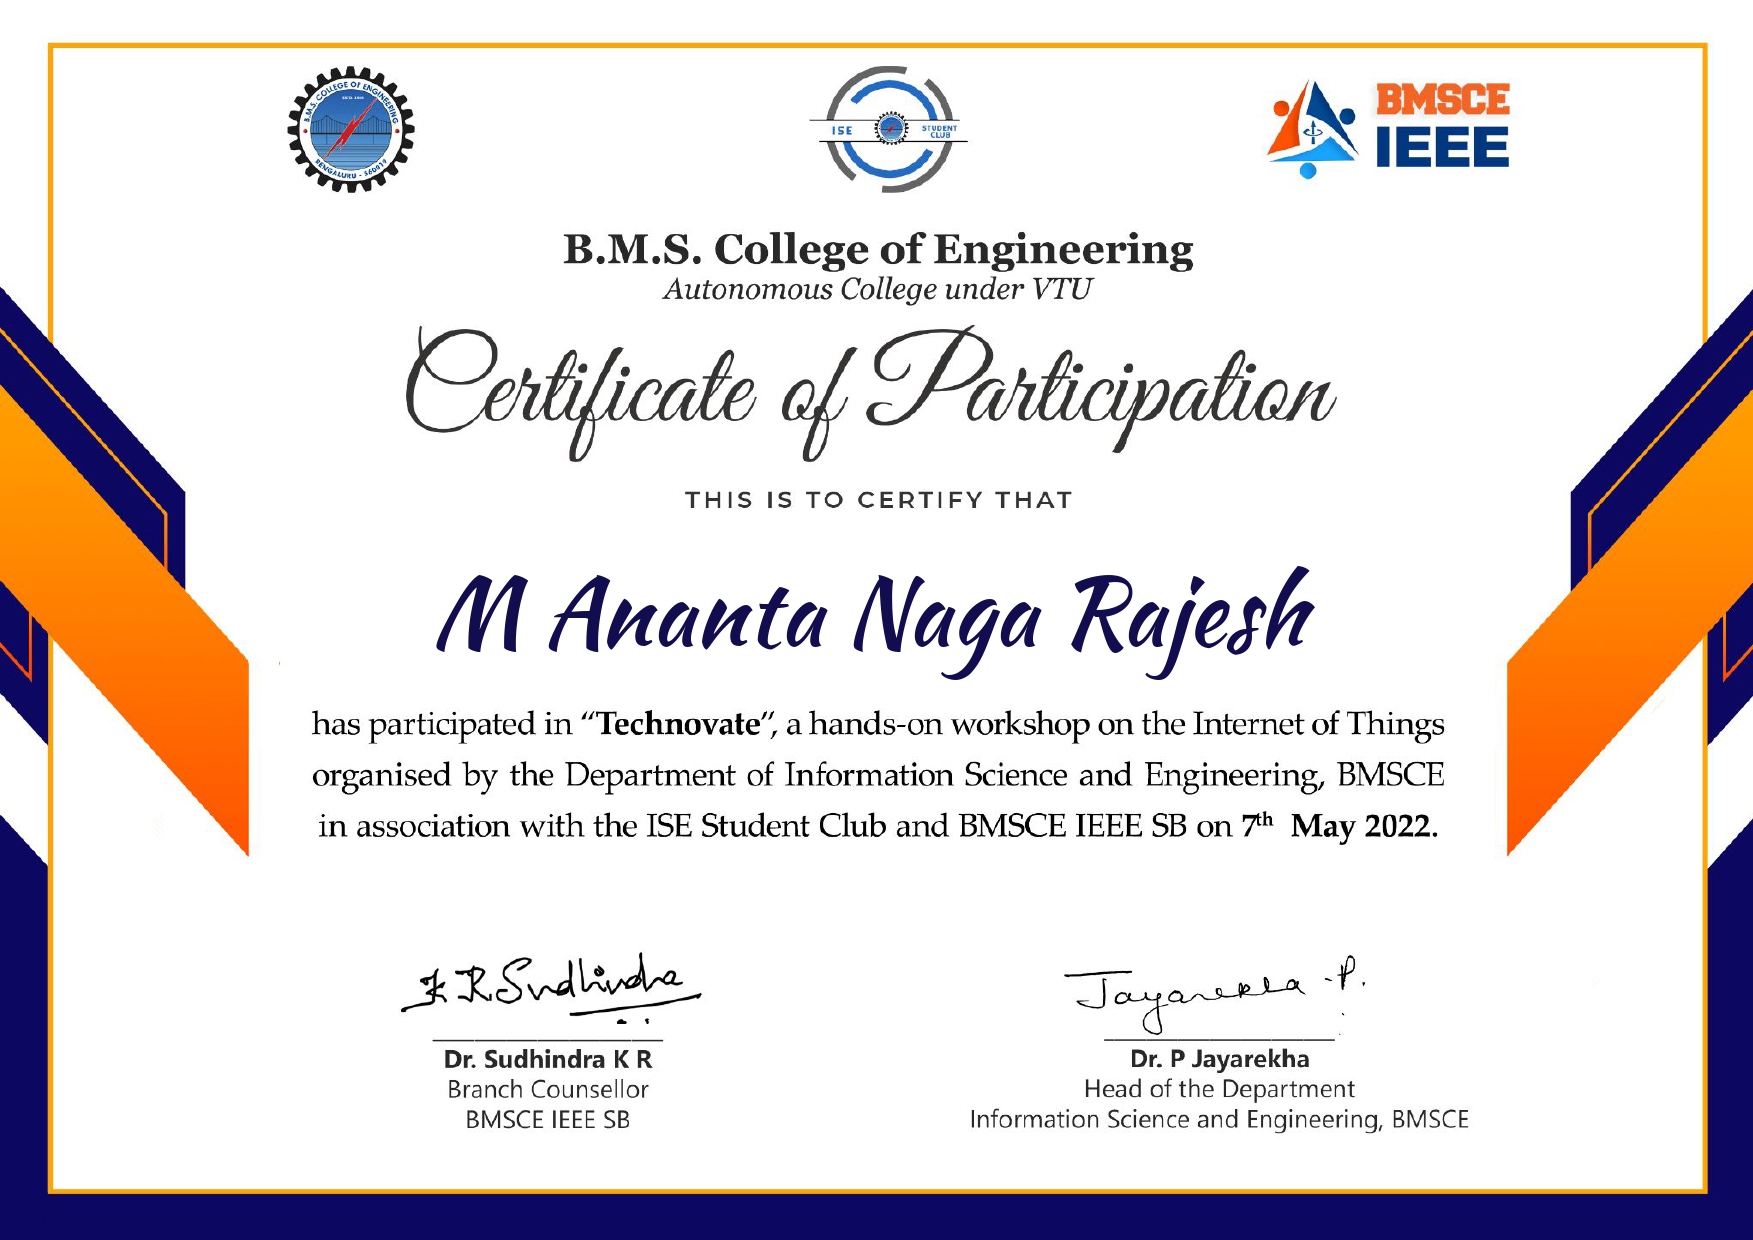 B.M.S. COLLEGE OF ENGINEERING
BENGALURU - 560019
ISE
STUDENT
CLUB
BMSCE
IEEE
B.M.S. College of Engineering
Autonomous College under VTU
Certificate of Participation
THIS IS TO CERTIFY THAT
M Ananta Naga Rajesh
has participated in “Technovate”, a hands-on workshop on the Internet of Things
organised by the Department of Information Science and Engineering, BMSCE
in association with the ISE Student Club and BMSCE IEEE SB on 7th May 2022.
K R Sudhindra
Jayarekha .P.
Dr. Sudhindra K R
Branch Counsellor
BMSCE IEEE SB
Dr. P Jayarekha
Head of the Department
Information Science and Engineering, BMSCE